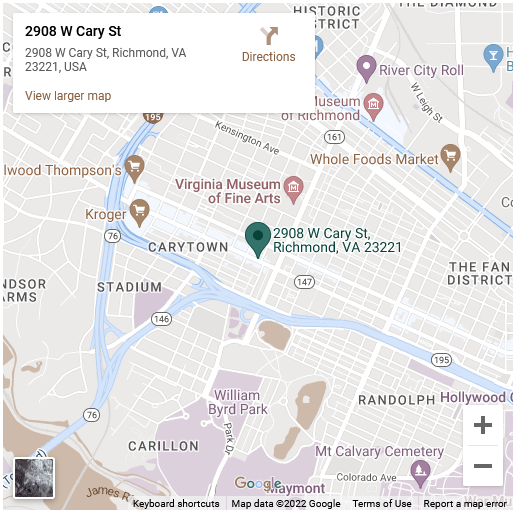 2908 W Cary St
2908 W Cary St, Richmond, VA
23221, USA
Directions
View larger map
HISTORIC
DISTRICT
THE DIAMOND
River City Roll
W Leigh St
Museum
of Richmond
195
Kensington Ave
161
Whole Foods Market
lwood Thompson's
Virginia Museum
of Fine Arts
Kroger
2908 W Cary St,
Richmond, VA 23221
76
CARYTOWN
THE FAN
DISTRICT
NDSOR
ARMS
STADIUM
147
146
195
William
Byrd Park
RANDOLPH
Hollywood C
76
Park Dr
CARILLON
Mt Calvary Cemetery
Colorado Ave
James R
Google
Maymont
Keyboard shortcuts
Map data ©2022 Google
Terms of Use
Report a map error